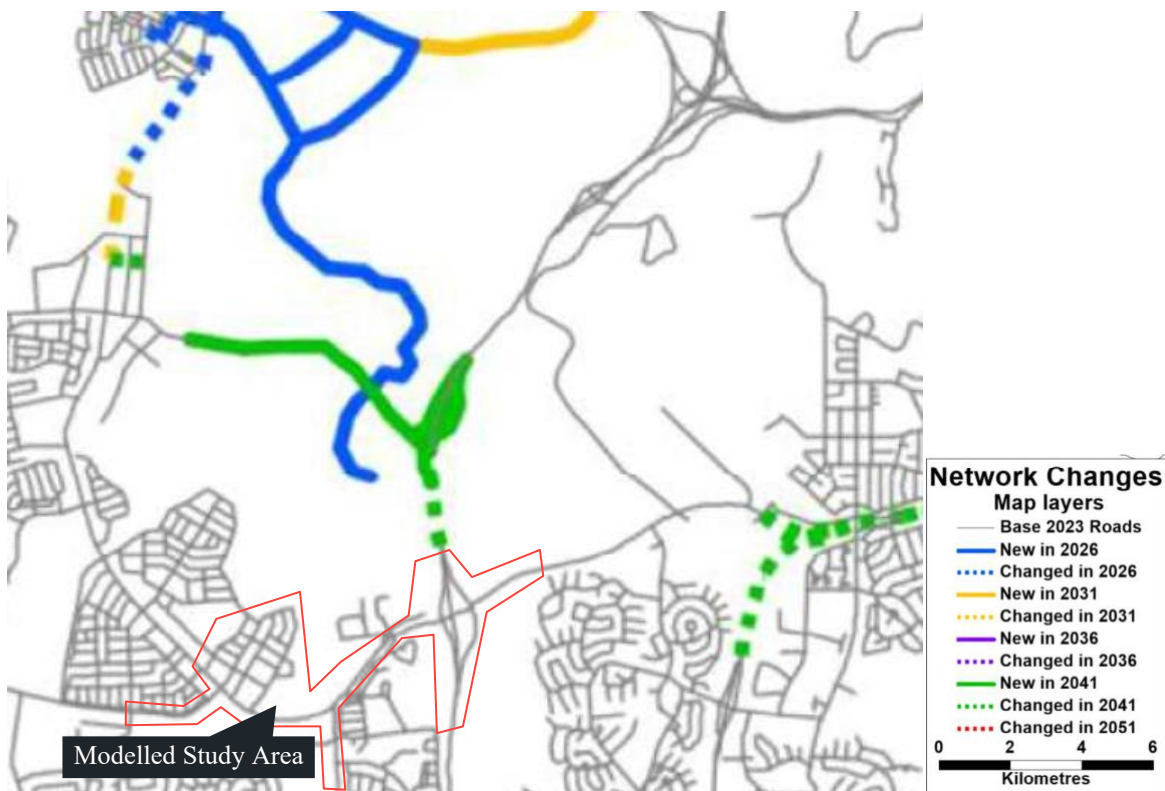 Modelled Study Area
Network Changes
Map layers
Base 2023 Roads
New in 2026
Changed in 2026
New in 2031
Changed in 2031
New in 2036
Changed in 2036
New in 2041
Changed in 2041
Changed in 2051
0 2 4 6
Kilometres